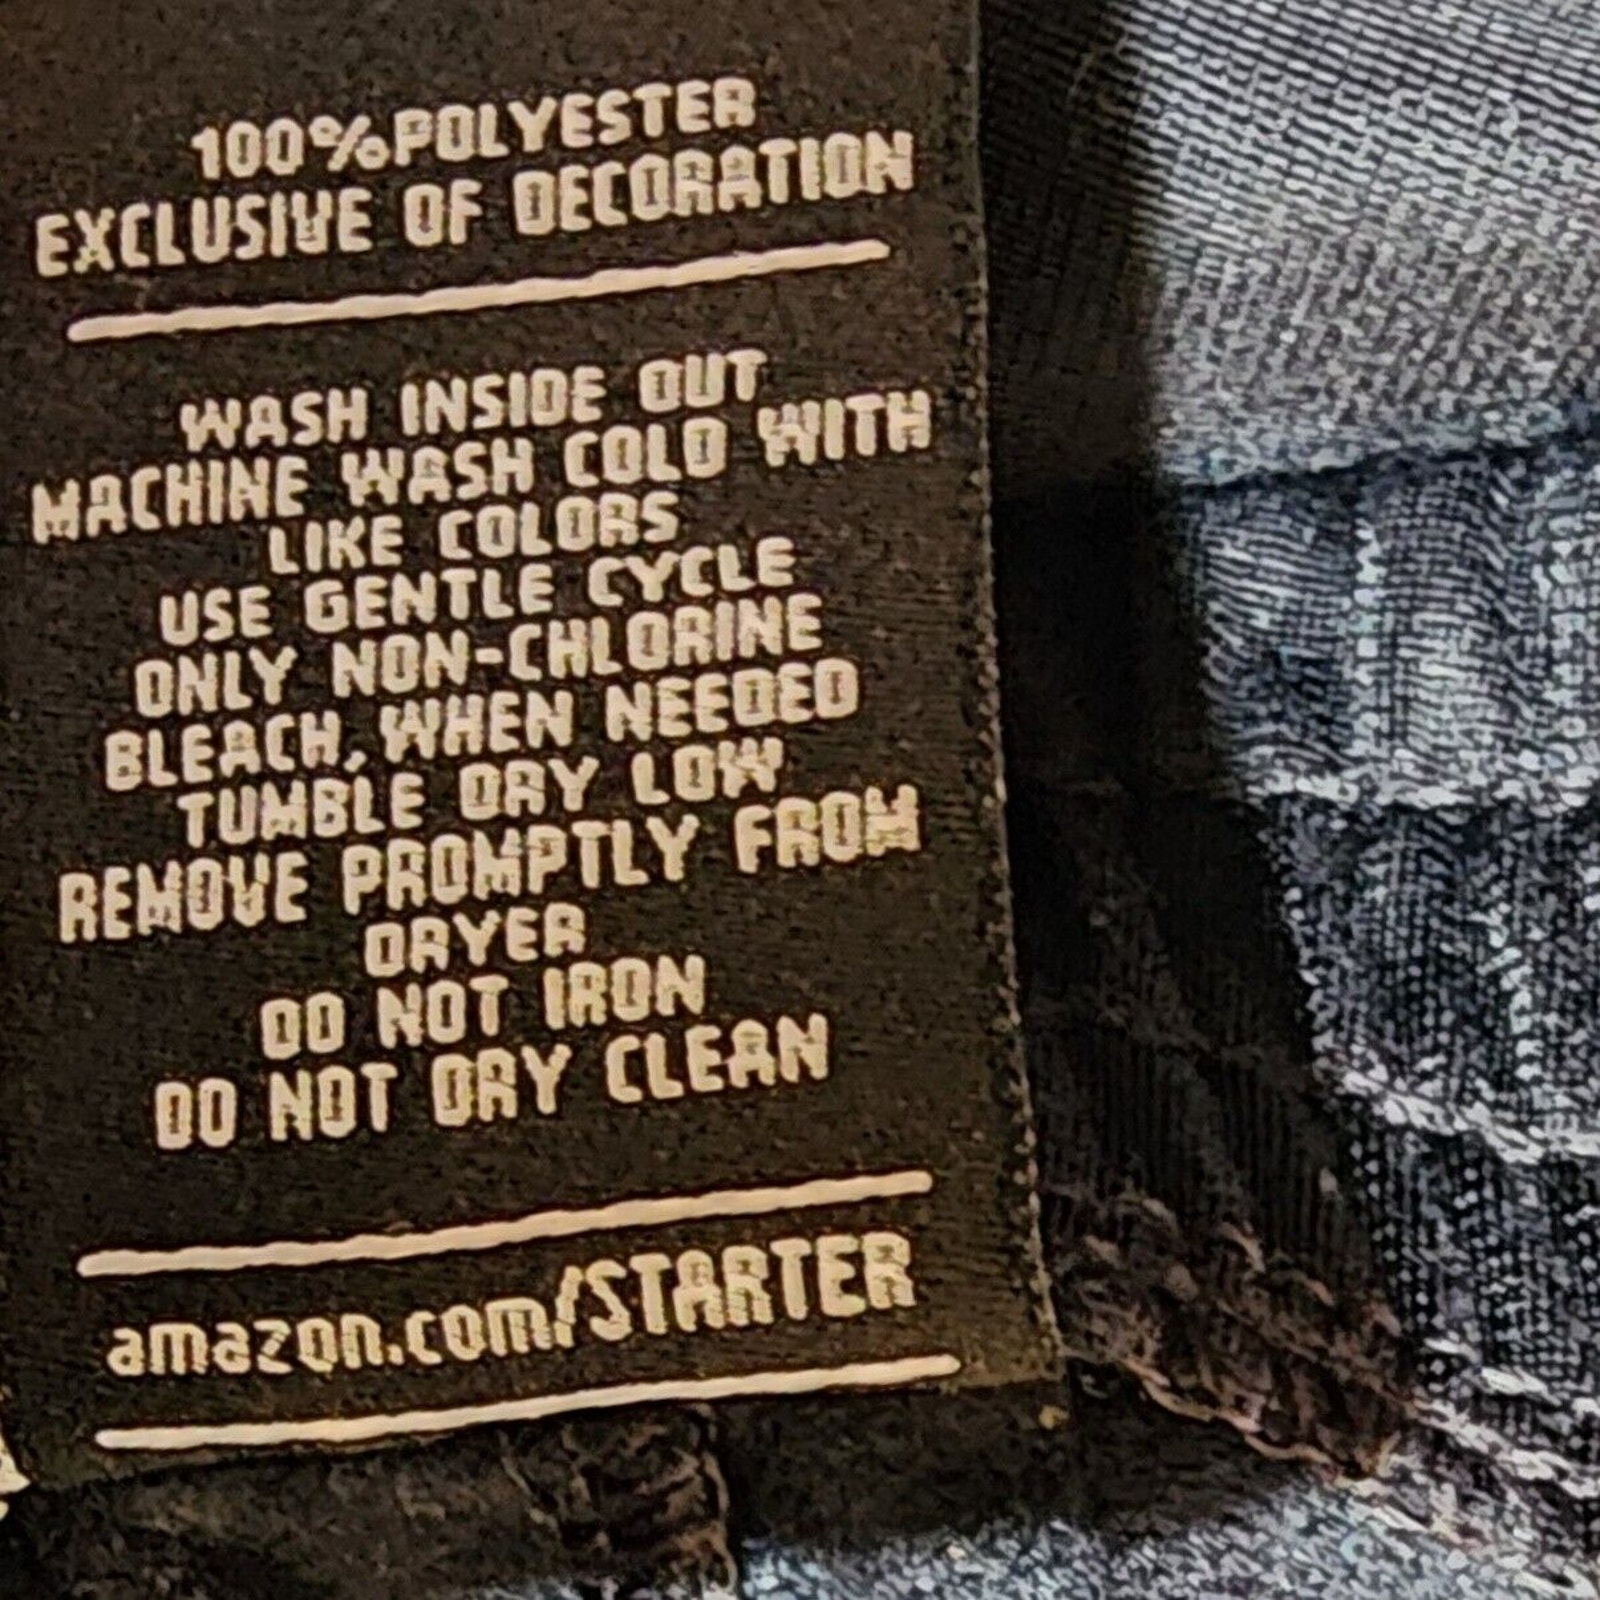 100%POLYESTER
EXCLUSIVE OF DECORATION
WASH INSIDE OUT
MACHINE WASH COLD WITH
LIKE COLORS
USE GENTLE CYCLE
ONLY NON-CHLORINE
BLEACH, WHEN NEEDED
TUMBLE DRY LOW
REMOVE PROMPTLY FROM
DRYER
DO NOT IRON
DO NOT DRY CLEAN
amazon.com/STARTER